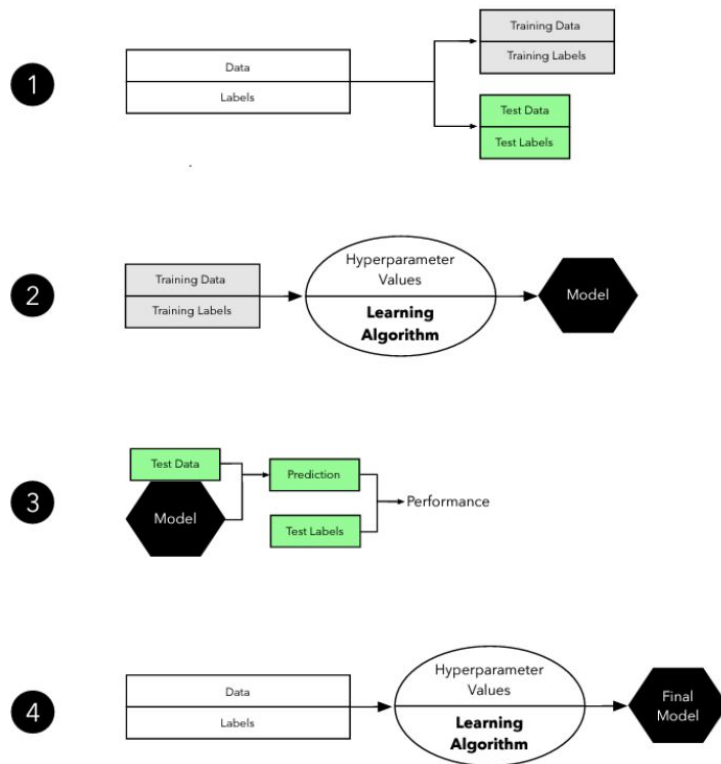 1
Data
Labels
Training Data
Training Labels
Test Data
Test Labels
2
Training Data
Training Labels
Hyperparameter
Values
Learning
Algorithm
Model
3
Test Data
Model
Prediction
Test Labels
Performance
4
Data
Labels
Hyperparameter
Values
Learning
Algorithm
Final
Model